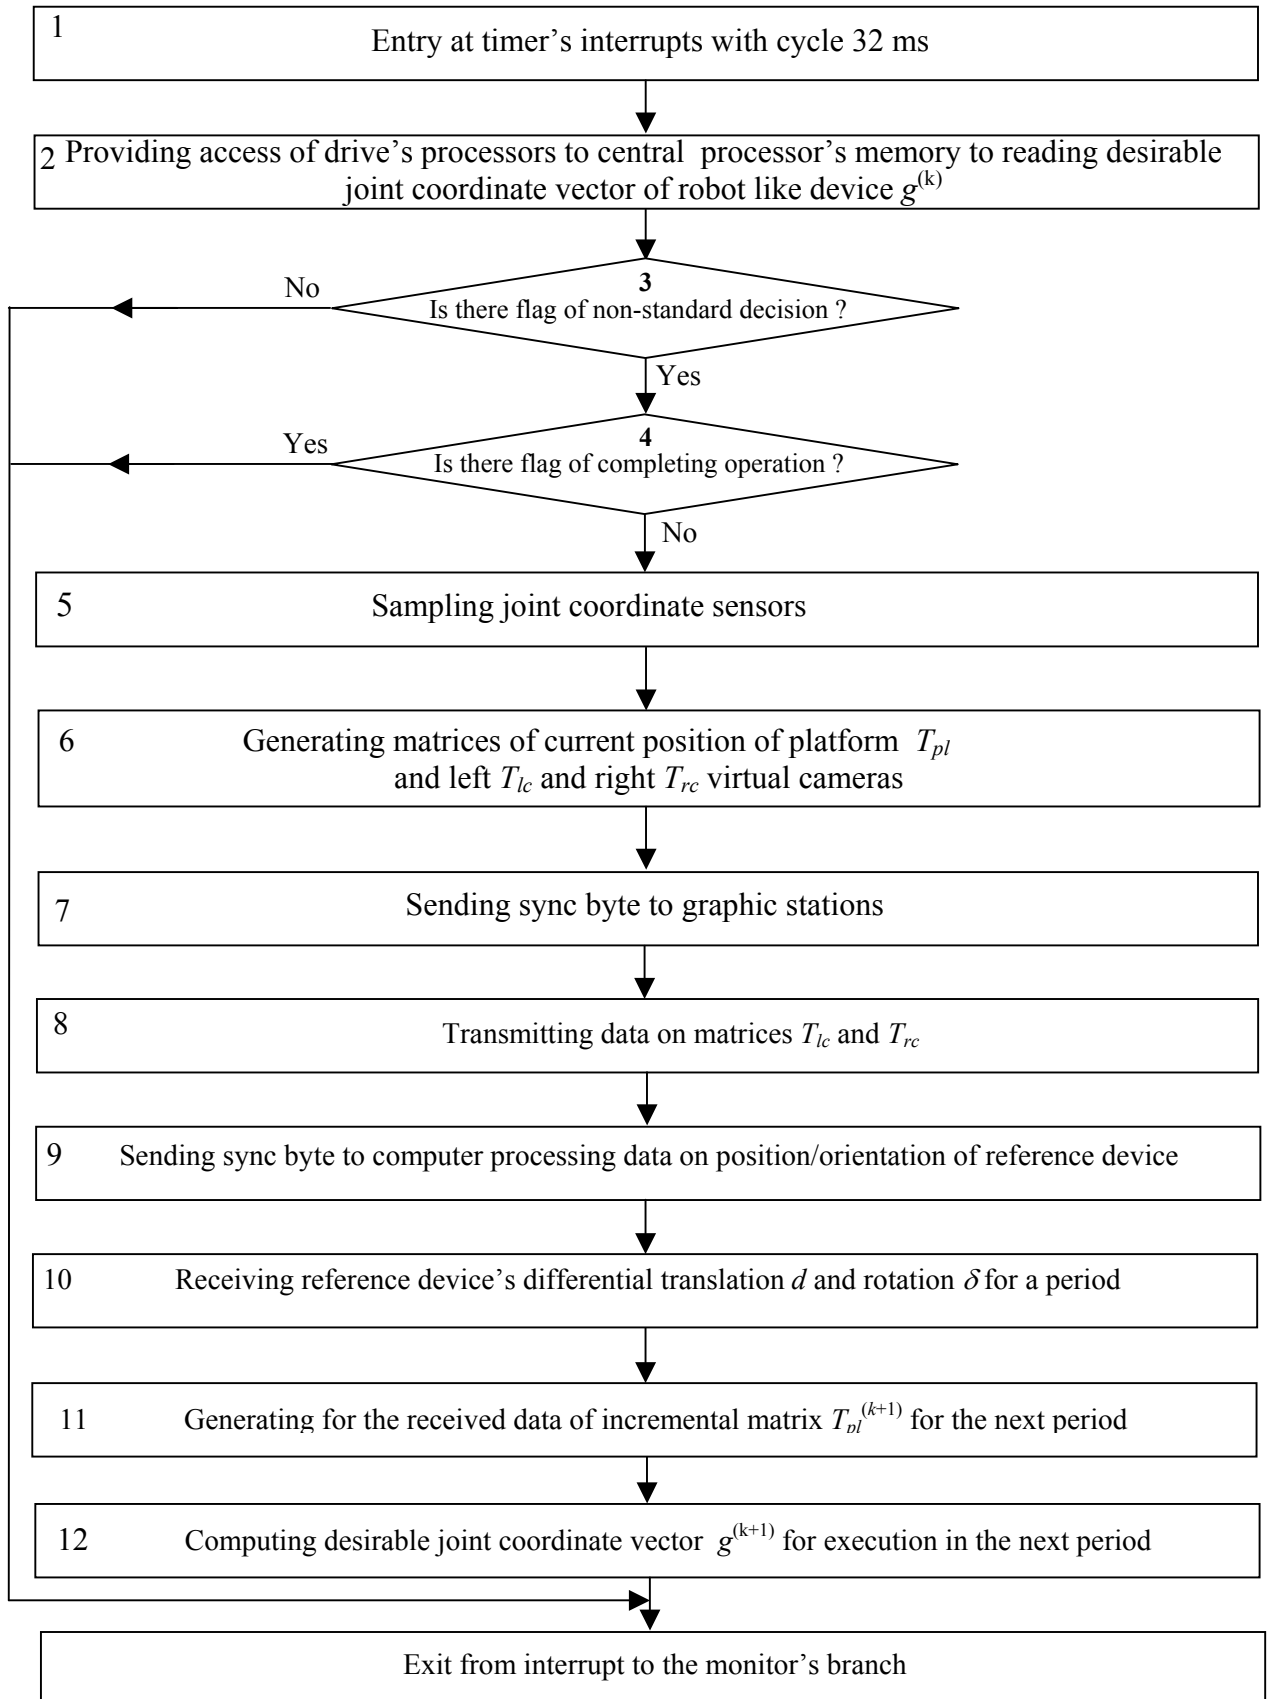 1
Entry at timer’s interrupts with cycle 32 ms
2 Providing access of drive’s processors to central processor’s memory to reading desirable
joint coordinate vector of robot like device g(k)
3
No
Is there flag of non-standard decision ?
Yes
4
Yes
Is there flag of completing operation ?
No
5 Sampling joint coordinate sensors
6 Generating matrices of current position of platform Tpl
and left Tlc and right Trc virtual cameras
7 Sending sync byte to graphic stations
8 Transmitting data on matrices Tlc and Trc
9 Sending sync byte to computer processing data on position/orientation of reference device
10 Receiving reference device’s differential translation d and rotation δ for a period
11 Generating for the received data of incremental matrix Tpl(k+1) for the next period
12 Computing desirable joint coordinate vector g(k+1) for execution in the next period
Exit from interrupt to the monitor’s branch